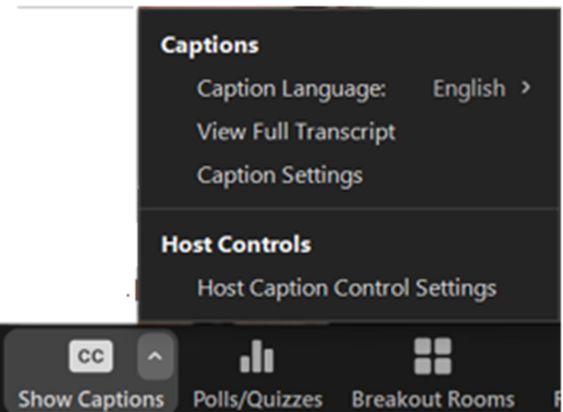 Captions
Caption Language: English >
View Full Transcript
Caption Settings
Host Controls
Host Caption Control Settings
CC
Show Captions Polls/Quizzes Breakout Rooms